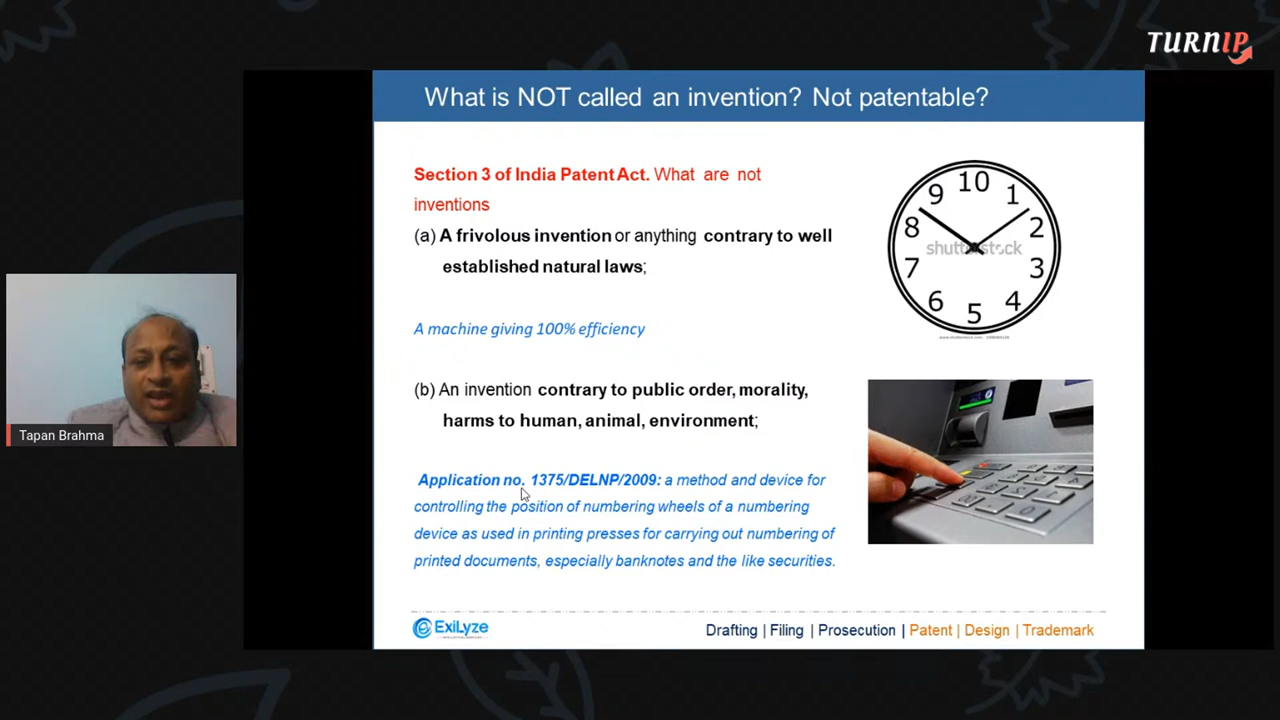 TURNIP
What is NOT called an invention? Not patentable?
Section 3 of India Patent Act. What are not
inventions
(a) A frivolous invention or anything contrary to well
established natural laws;
A machine giving 100% efficiency
(b) An invention contrary to public order, morality,
harms to human, animal, environment;
Application no. 1375/DELNP/2009: a method and device for
controlling the position of numbering wheels of a numbering
device as used in printing presses for carrying out numbering of
printed documents, especially banknotes and the like securities.
10
9 1
8 2
shutterstock
7 3
6 4
5
Tapan Brahma
ExiLyze
Drafting | Filing | Prosecution | Patent | Design | Trademark